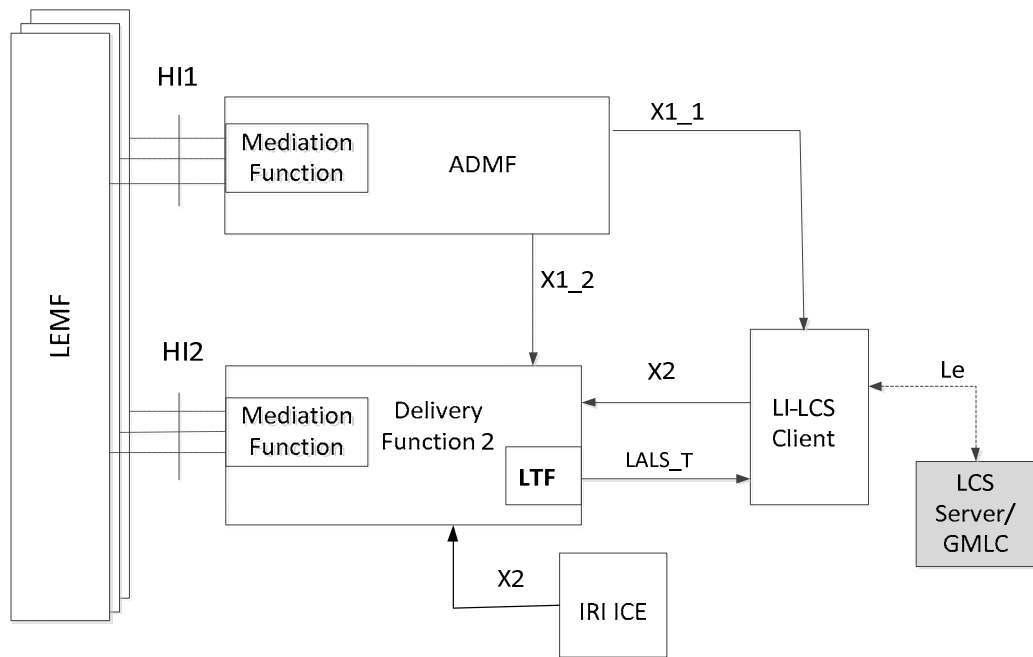 HI1
X1_1
Mediation
Function
ADMF
X1_2
LEMF
HI2
X2
Le
Mediation
Function
Delivery
Function 2
LI-LCS
Client
LTF
LALS_T
LCS
Server/
GMLC
X2
IRI ICE